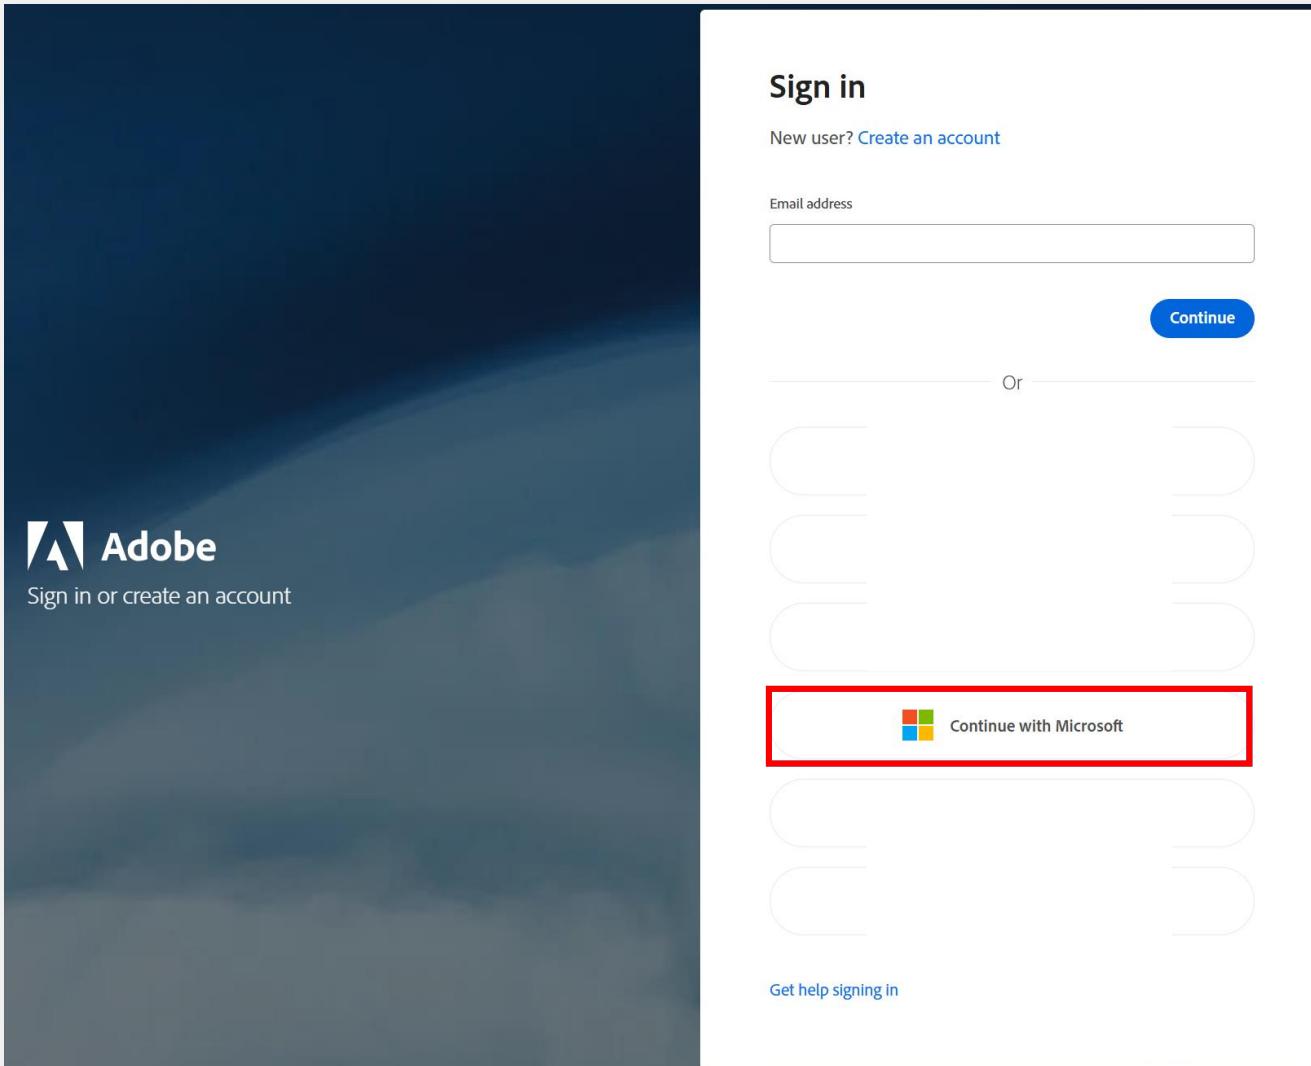 Sign in
New user? Create an account
Email address
Continue
Or
Adobe
Sign in or create an account
Continue with Microsoft
Get help signing in